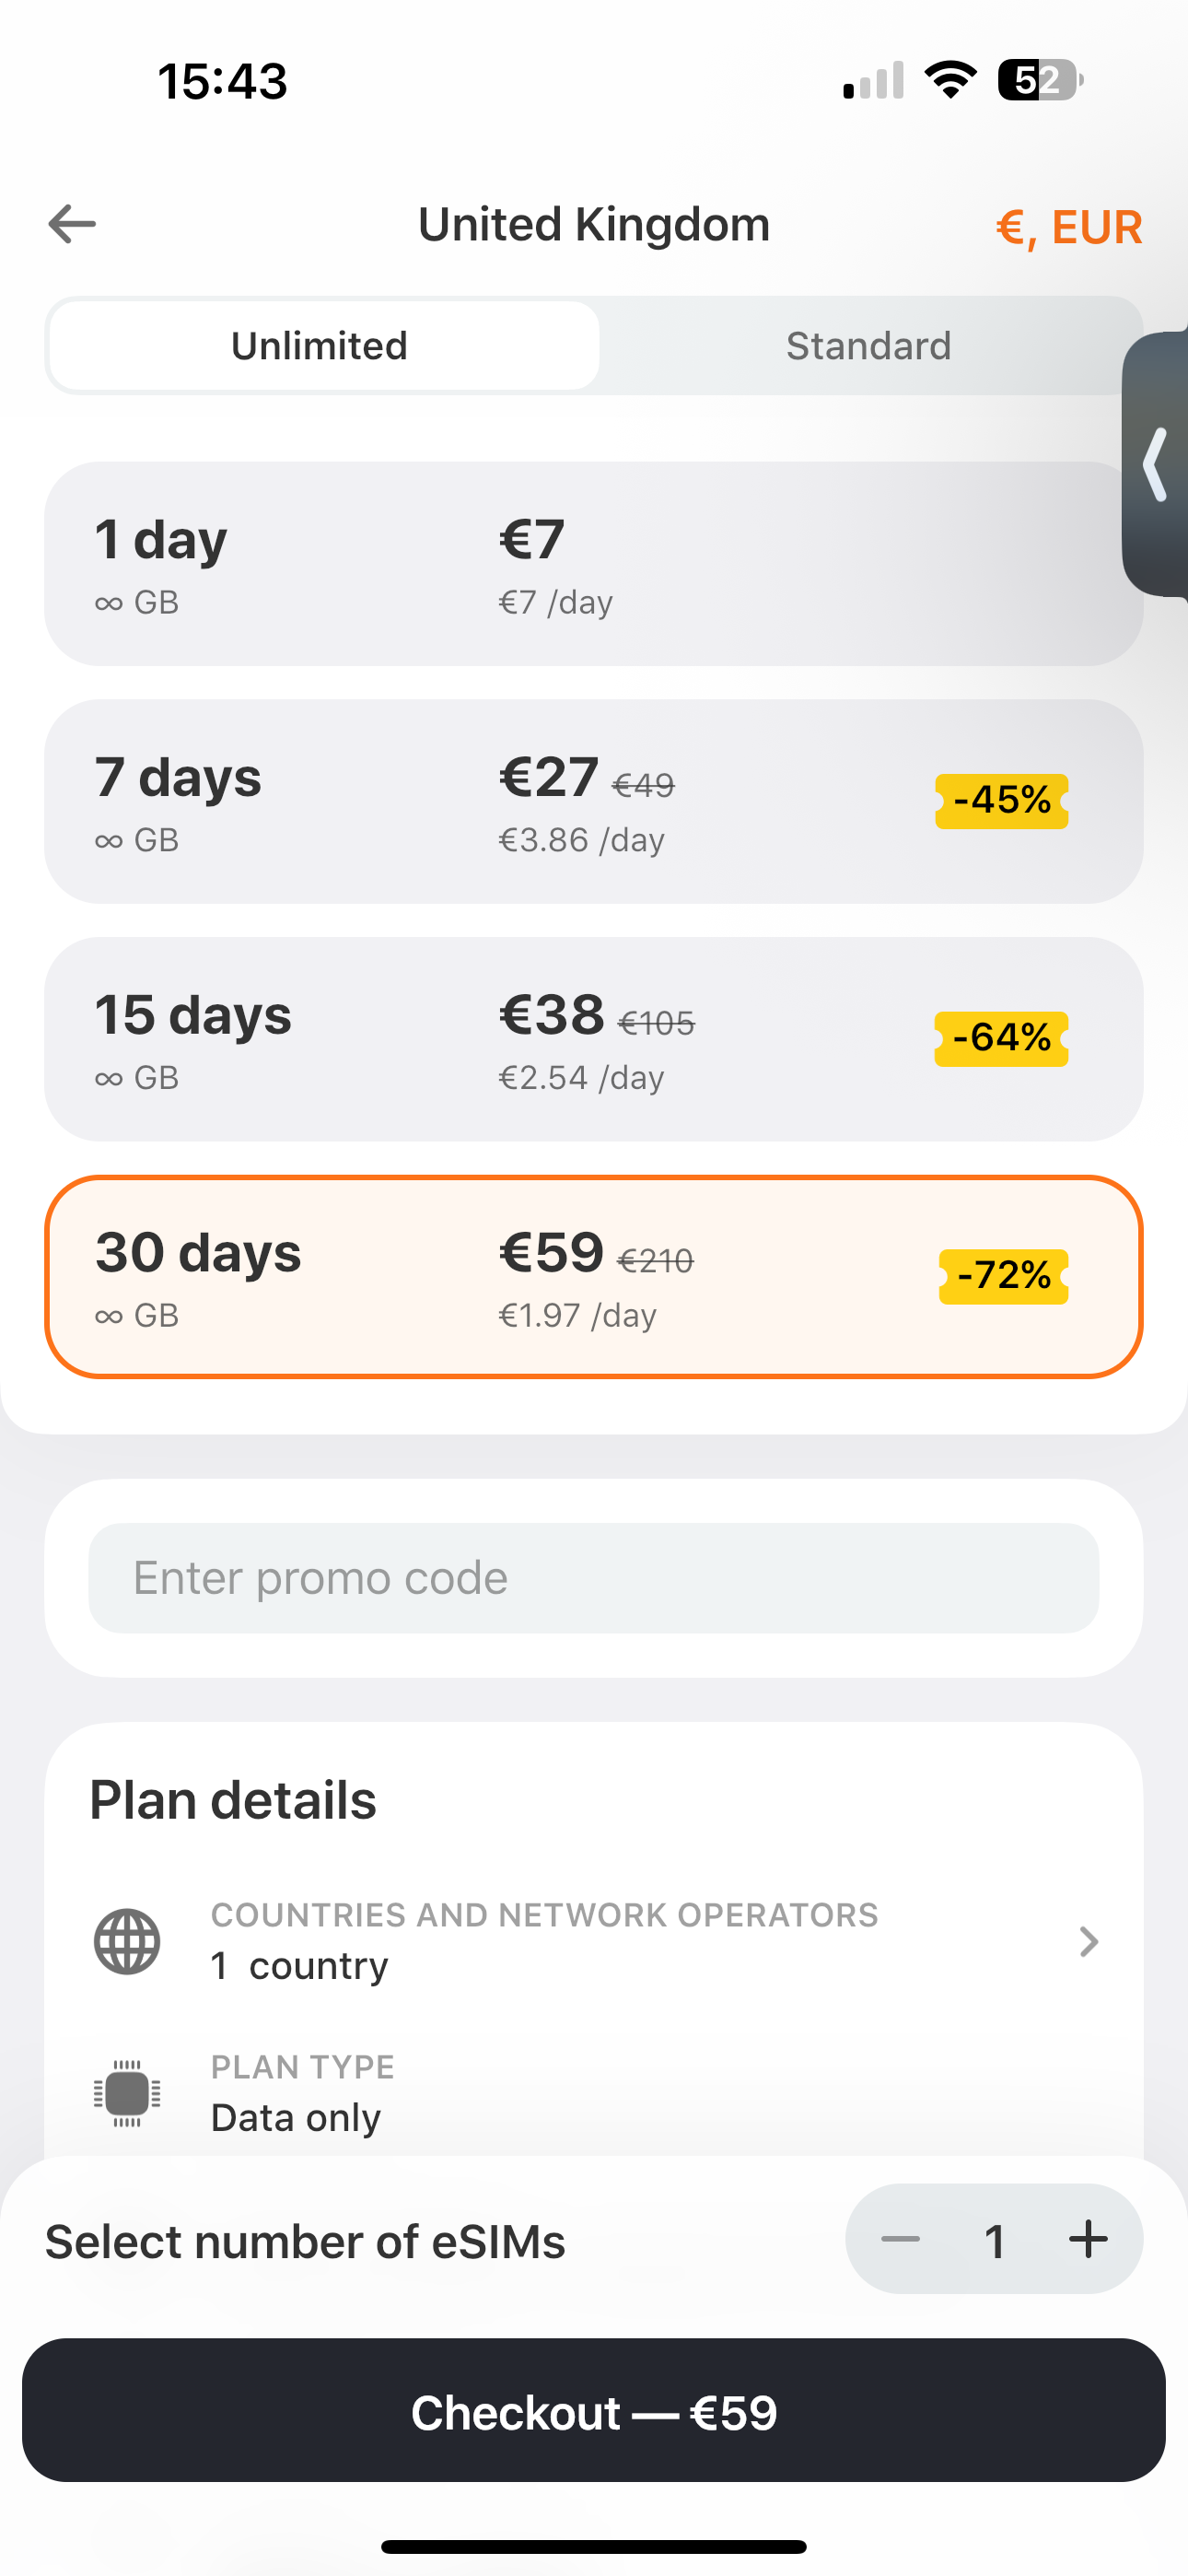 15:43
52
United Kingdom
€, EUR
Unlimited
Standard
1 day
€7
∞ GB
€7 /day
7 days
€27 €49
-45%
∞ GB
€3.86 /day
15 days
€38 €105
-64%
∞ GB
€2.54 /day
30 days
€59 €210
-72%
∞ GB
€1.97 /day
Enter promo code
Plan details
COUNTRIES AND NETWORK OPERATORS
1 country
PLAN TYPE
Data only
Select number of eSIMs
1
Checkout — €59